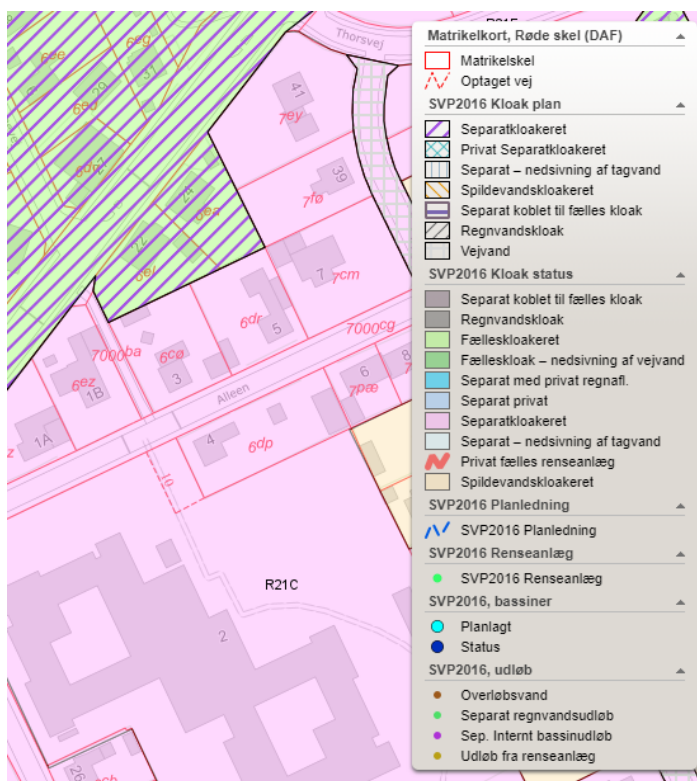 Thorsvej
6eg
31
29
41
7ey
39
7fø
7
7cm
6dr
5
7000cg
7000ba
6cø
3
6ez
1B
1A
z
Alleen
6
7pæ
8
4
6dp
10
22
6ei
R21C
2
26
Matrikelkort, Røde skel (DAF)
Matrikelskel
Optaget vej
SVP2016 Kloak plan
Separatkloakeret
Privat Separatkloakeret
Separat – nedsivning af tagvand
Spildevandskloakeret
Separat koblet til fælles kloak
Regnvandskloak
Vejvand
SVP2016 Kloak status
Separat koblet til fælles kloak
Regnvandskloak
Fælleskloakeret
Fælleskloak – nedsivning af vejvand
Separat med privat regnafl.
Separat privat
Separatkloakeret
Separat – nedsivning af tagvand
Privat fælles renseanlæg
Spildevandskloakeret
SVP2016 Planledning
SVP2016 Planledning
SVP2016 Renseanlæg
SVP2016 Renseanlæg
SVP2016, bassiner
Planlagt
Status
SVP2016, udløb
Overløbsvand
Separat regnvandsudløb
Sep. Internt bassinudløb
Udløb fra renseanlæg